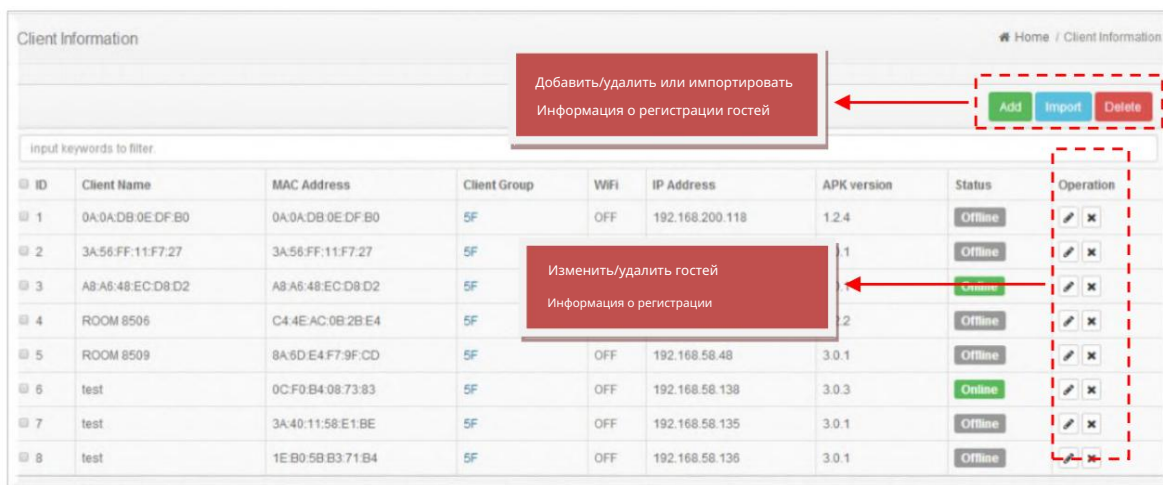 Client Information
Home / Client Information
Добавить/удалить или импортировать
Информация о регистрации гостей
Add Import Delete
input keywords to filter.
ID Client Name MAC Address Client Group WiFi IP Address APK version Status Operation
1 0A:0A:DB:0E:DF:B0 0A:0A:DB:0E:DF:B0 5F OFF 192.168.200.118 1.2.4 Offline
2 3A:56:FF:11:F7:27 3A:56:FF:11:F7:27 5F .1 Offline
Изменить/удалить гостей
Информация о регистрации
3 A8:A6:48:EC:D8:D2 A8:A6:48:EC:D8:D2 5F Online
4 ROOM 8506 C4:4E:AC:0B:2B:E4 5F .2 Offline
5 ROOM 8509 8A:6D:E4:F7:9F:CD 5F OFF 192.168.58.48 3.0.1 Offline
6 test 0C:F0:B4:08:73:83 5F OFF 192.168.58.138 3.0.3 Online
7 test 3A:40:11:58:E1:BE 5F OFF 192.168.58.135 3.0.1 Offline
8 test 1E:B0:5B:B3:71:B4 5F OFF 192.168.58.136 3.0.1 Offline